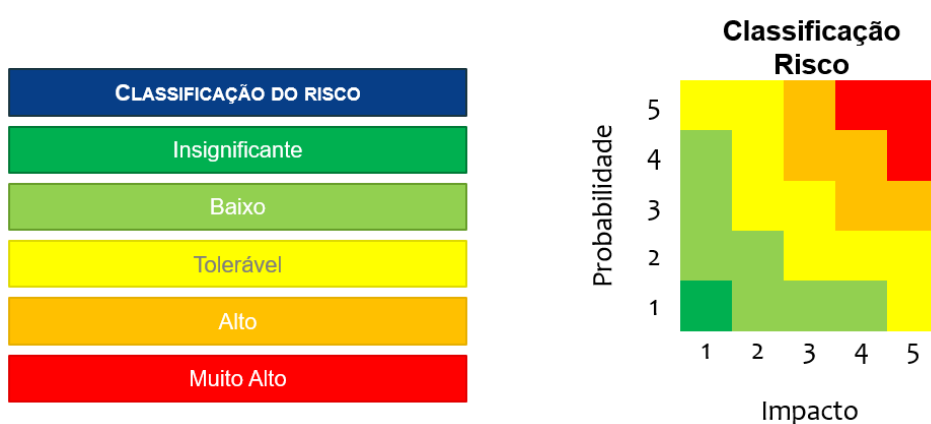 CLASSIFICAÇÃO DO RISCO
Insignificante
Baixo
Tolerável
Alto
Muito Alto
Classificação
Risco
Probabilidade
5
4
3
2
1
1 2 3 4 5
Impacto